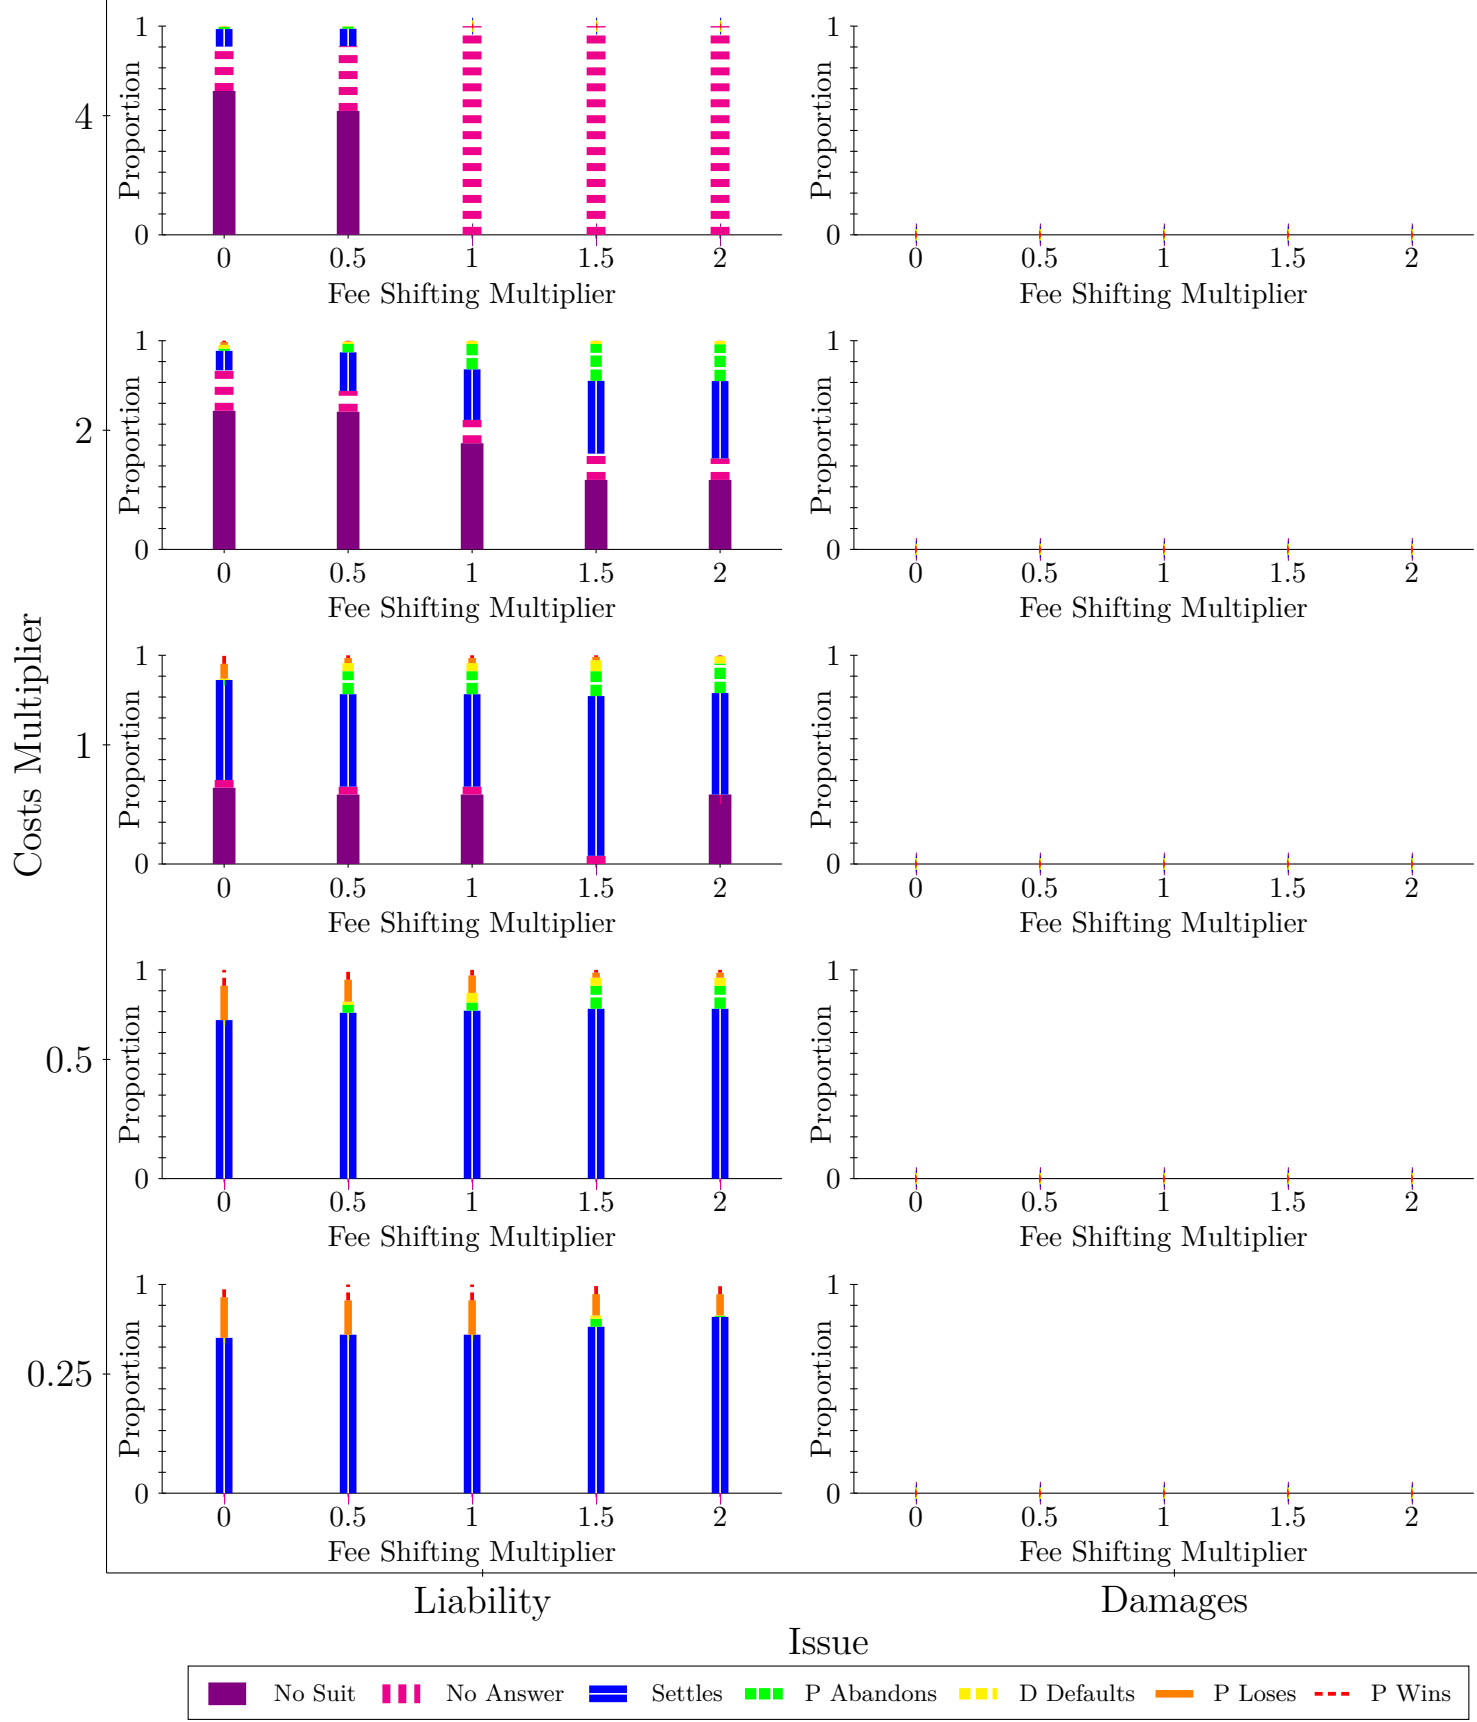 Costs Multiplier
4
Proportion
1
0
0 0.5 1 1.5 2
Fee Shifting Multiplier
Proportion
1
0
0 0.5 1 1.5 2
Fee Shifting Multiplier
2
Proportion
1
0
0 0.5 1 1.5 2
Fee Shifting Multiplier
Proportion
1
0
0 0.5 1 1.5 2
Fee Shifting Multiplier
1
Proportion
1
0
0 0.5 1 1.5 2
Fee Shifting Multiplier
Proportion
1
0
0 0.5 1 1.5 2
Fee Shifting Multiplier
0.5
Proportion
1
0
0 0.5 1 1.5 2
Fee Shifting Multiplier
Proportion
1
0
0 0.5 1 1.5 2
Fee Shifting Multiplier
0.25
Proportion
1
0
0 0.5 1 1.5 2
Fee Shifting Multiplier
Proportion
1
0
0 0.5 1 1.5 2
Fee Shifting Multiplier
Liability Damages
Issue
No Suit No Answer Settles P Abandons D Defaults P Loses P Wins